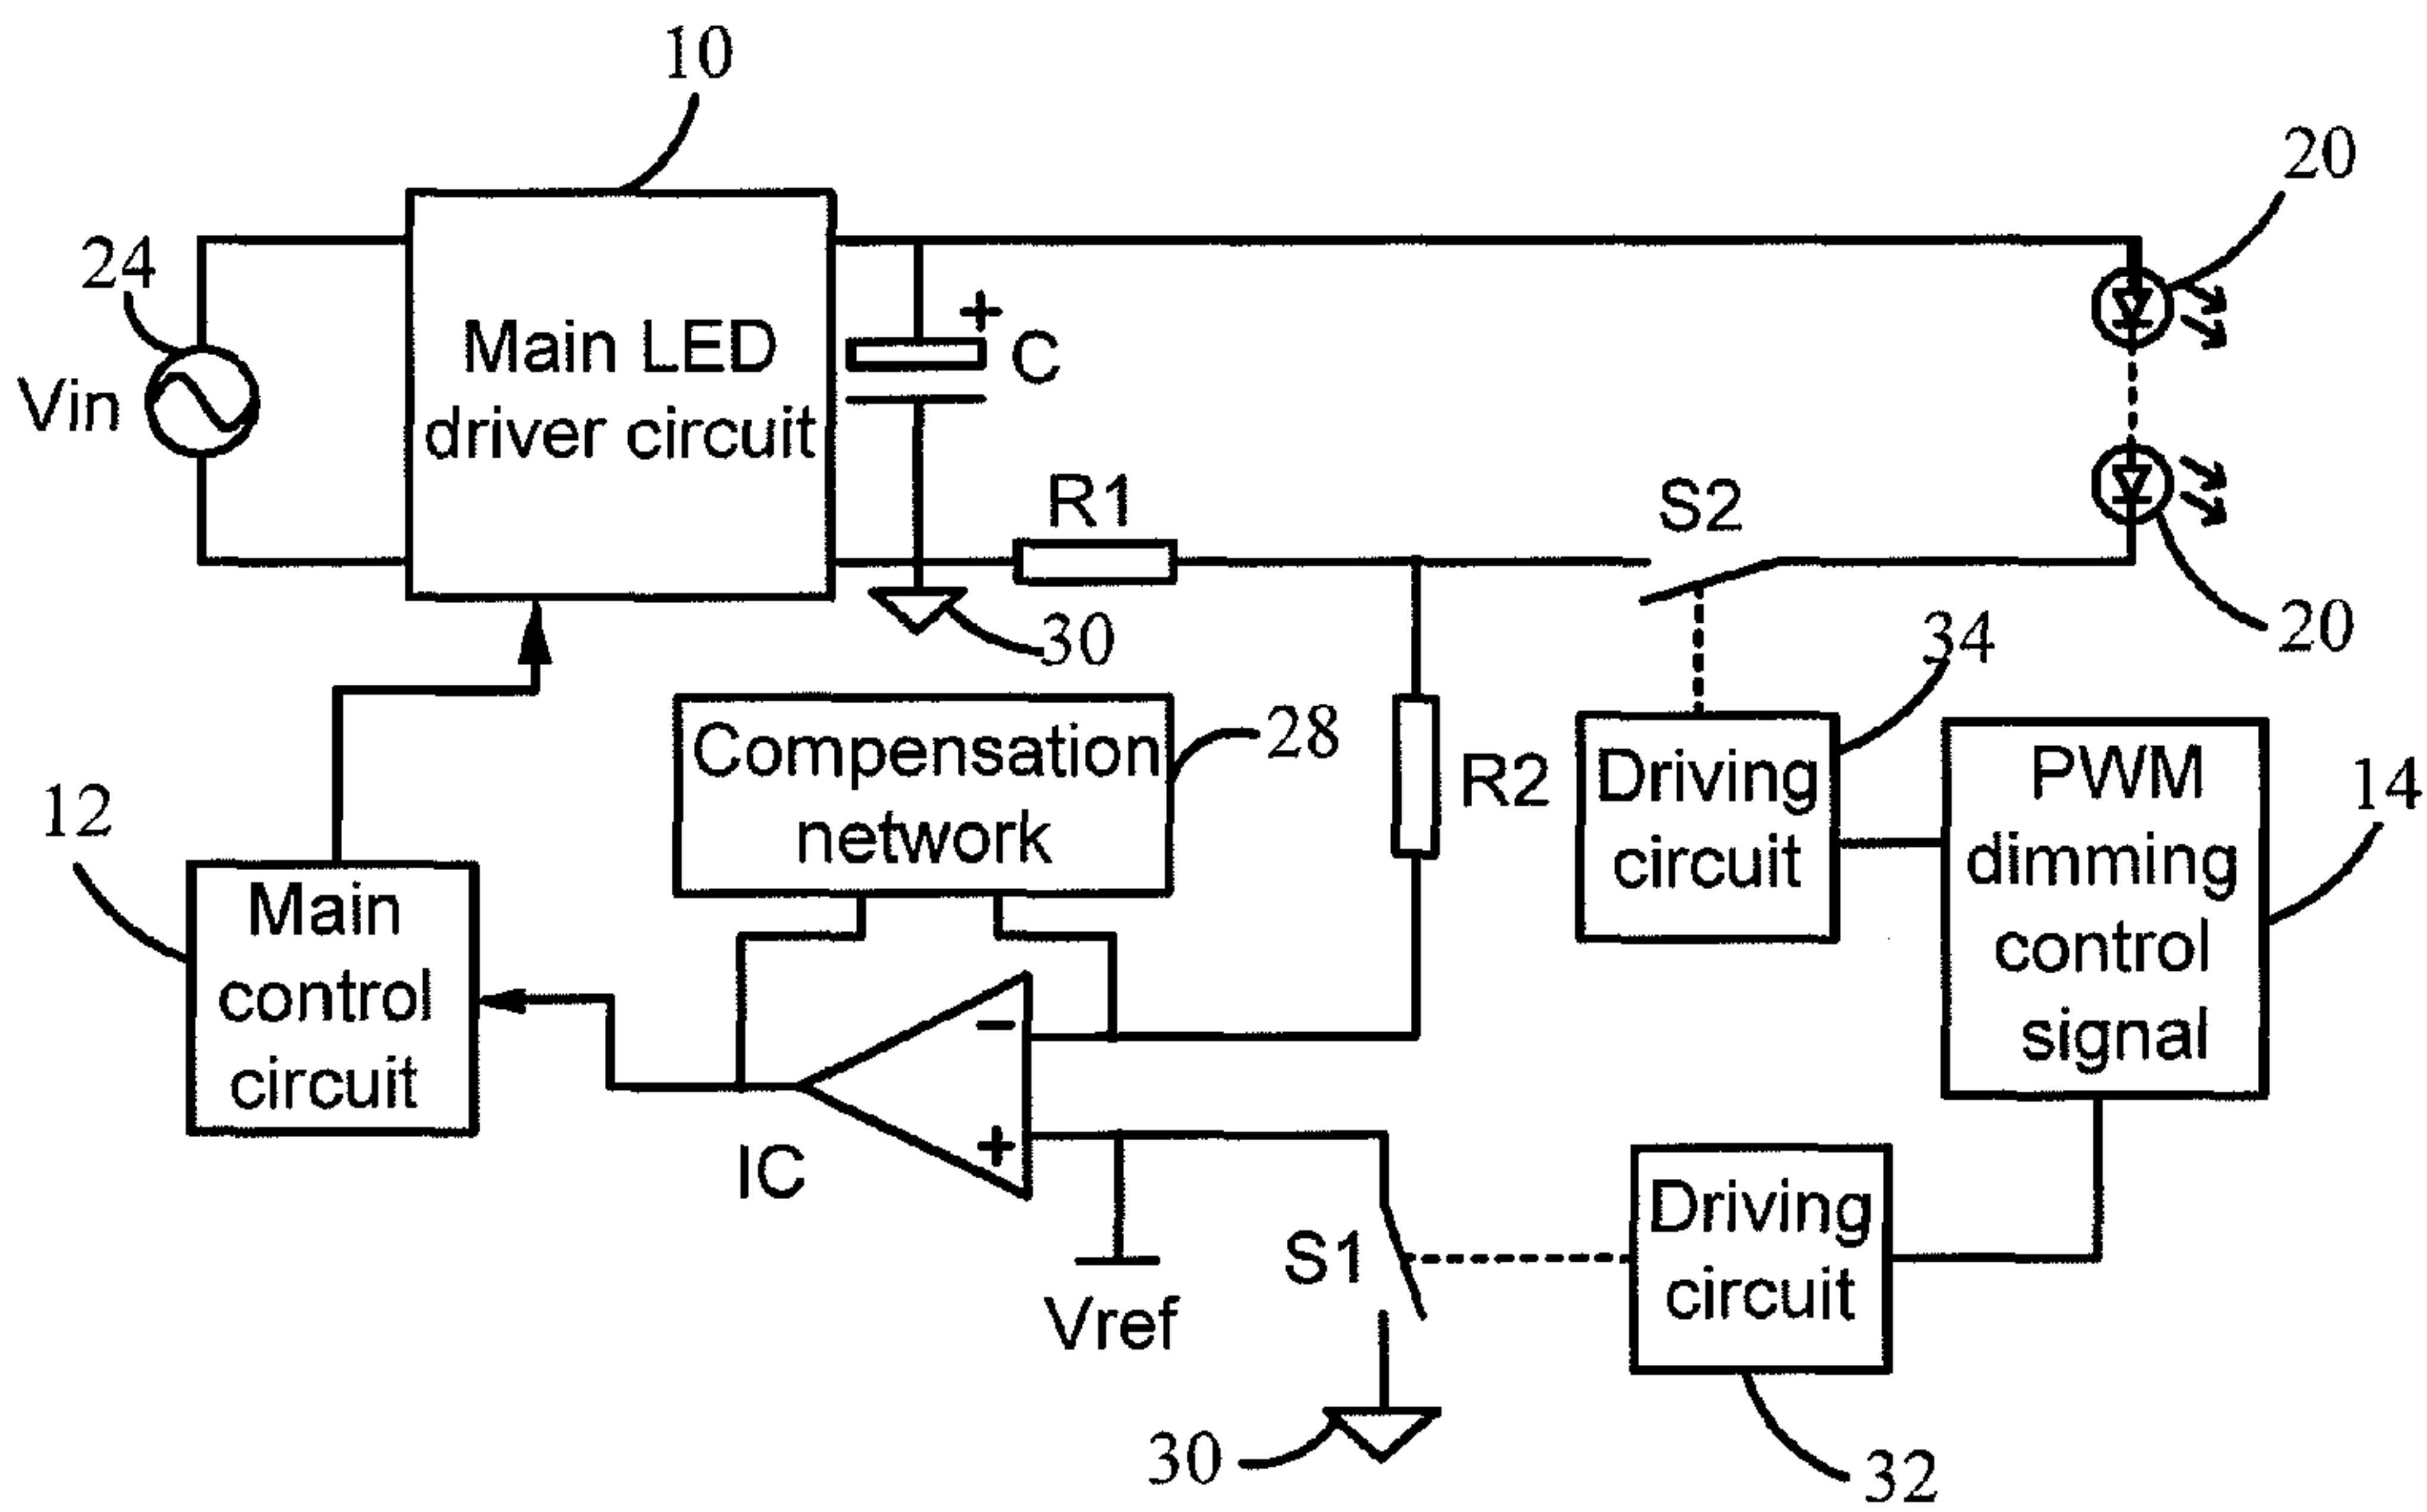 10
20
24
Vin
Main LED
driver circuit
+
C
R1
S2
30
34
20
Compensation
network
28
R2
Driving
circuit
PWM
dimming
control
signal
14
12
Main
control
circuit
−
+
IC
Vref
S1
Driving
circuit
30
32